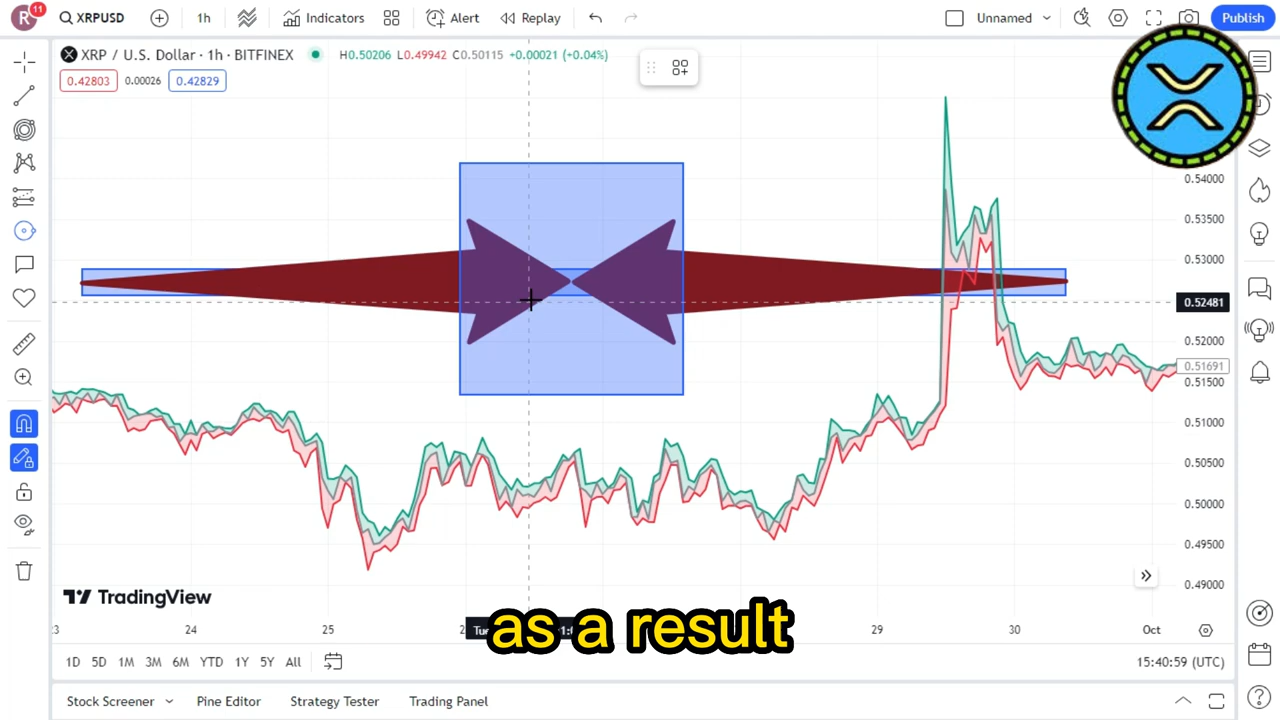 R 11 XRPUSD 1h Indicators Alert Replay Unnamed Publish
XRP / U.S. Dollar · 1h · BITFINEX H0.50206 L0.49942 C0.50115 +0.00021 (+0.04%)
0.42803 0.00026 0.42829
0.54000
0.53500
0.53000
0.52481
0.52000
0.51691
0.51500
0.51000
0.50500
0.50000
0.49500
0.49000
TradingView
as a result
23 24 25 Tue 29 30 Oct
1D 5D 1M 3M 6M YTD 1Y 5Y All 15:40:59 (UTC)
Stock Screener Pine Editor Strategy Tester Trading Panel